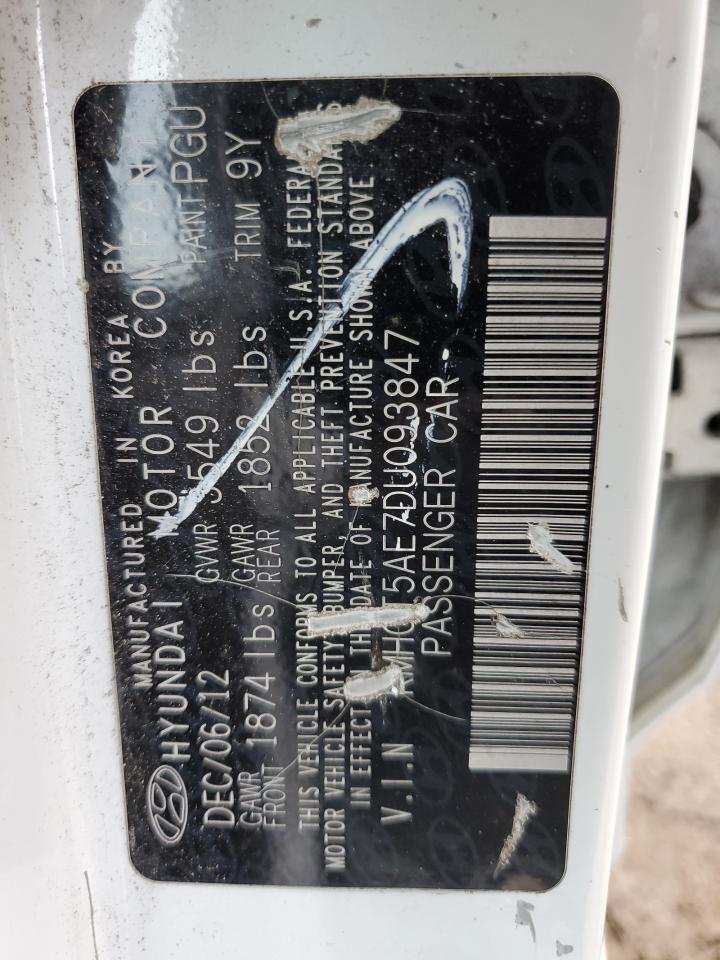 MANUFACTURED IN KOREA BY
HYUNDAI MOTOR COMPANY
DEC/06/12 GVWR 3549 lbs PAINT PGU
GAWR FRONT 1874 lbs GAWR REAR 1852 lbs TRIM 9Y
THIS VEHICLE CONFORMS TO ALL APPLICABLE U.S.A. FEDERAL
MOTOR VEHICLE SAFETY, BUMPER, AND THEFT PREVENTION STANDARDS
IN EFFECT ON THE DATE OF MANUFACTURE SHOWN ABOVE
V.I.N KMHCT5AE7DU093847
PASSENGER CAR